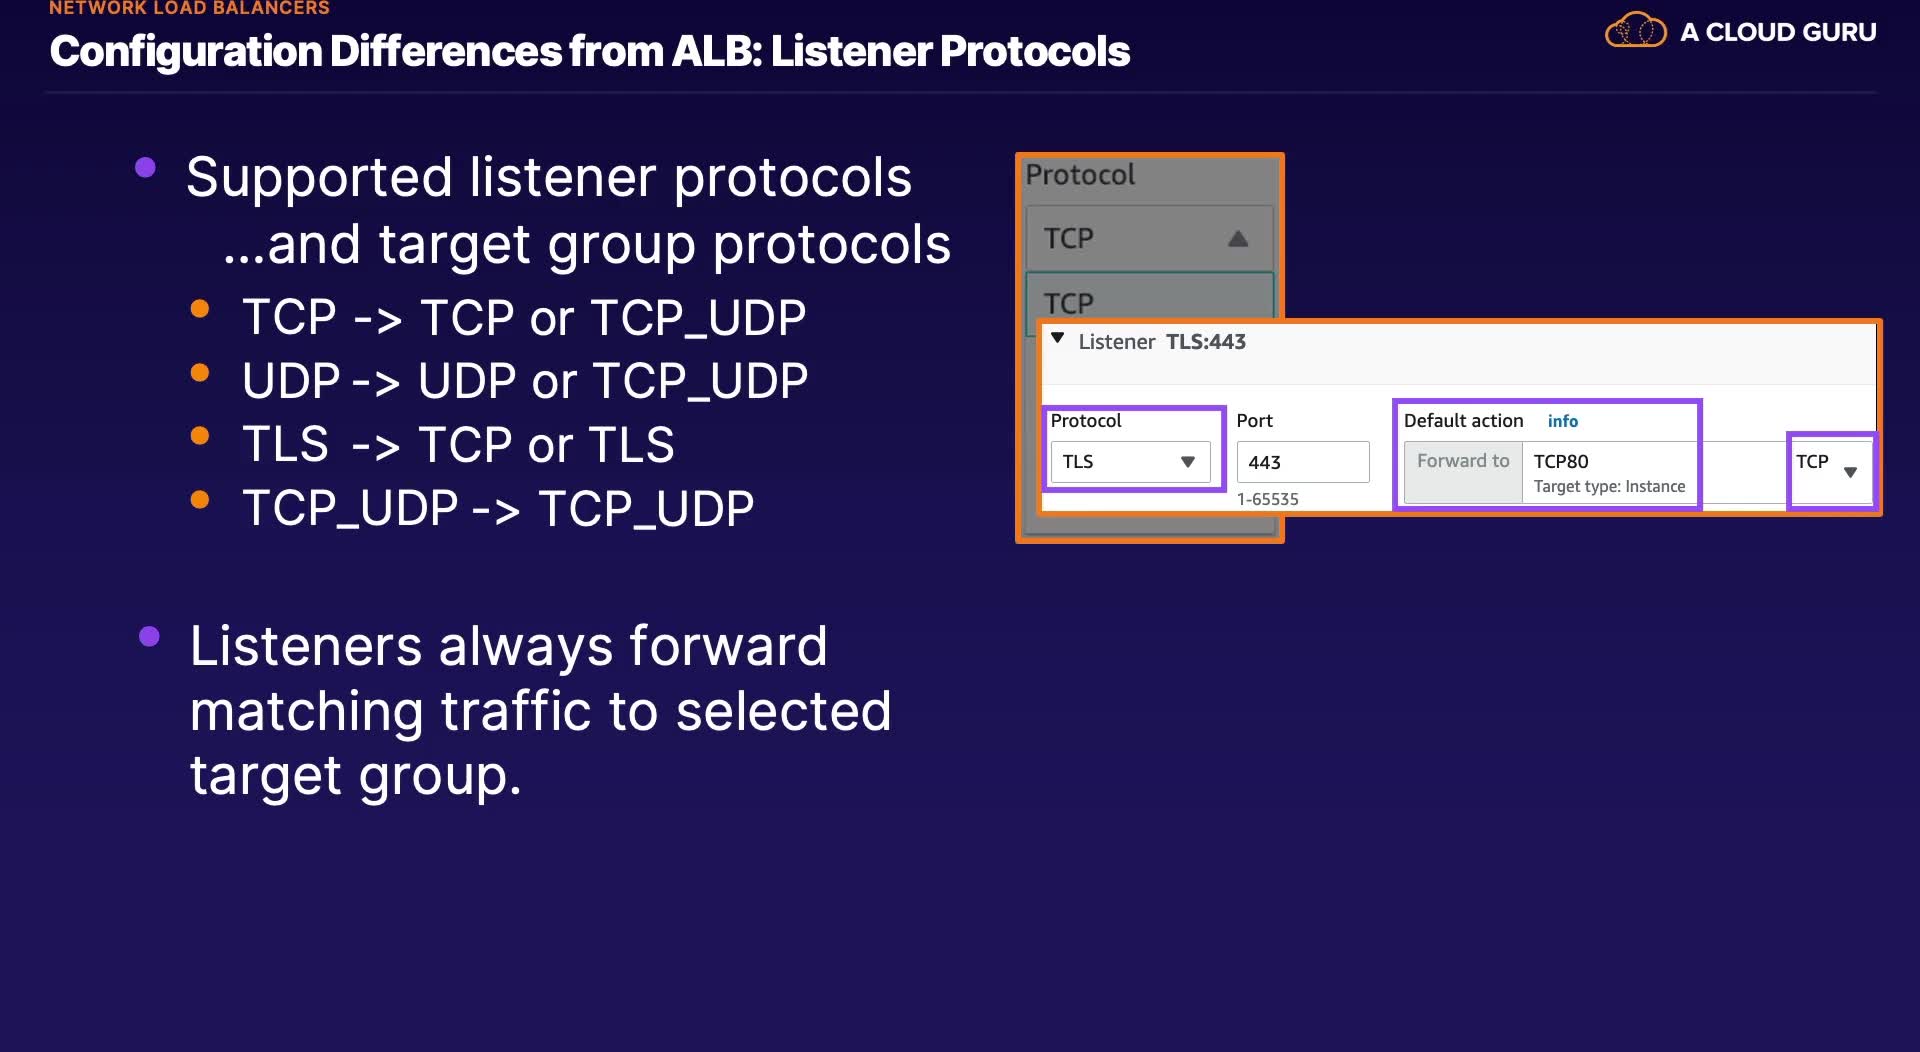 NETWORK LOAD BALANCERS
Configuration Differences from ALB: Listener Protocols
A CLOUD GURU
Supported listener protocols
...and target group protocols
TCP -> TCP or TCP_UDP
UDP -> UDP or TCP_UDP
TLS -> TCP or TLS
TCP_UDP -> TCP_UDP
Listeners always forward
matching traffic to selected
target group.
Protocol
TCP
TCP
Listener TLS:443
Protocol Port Default action info
TLS 443 Forward to TCP80 TCP
1-65535 Target type: Instance